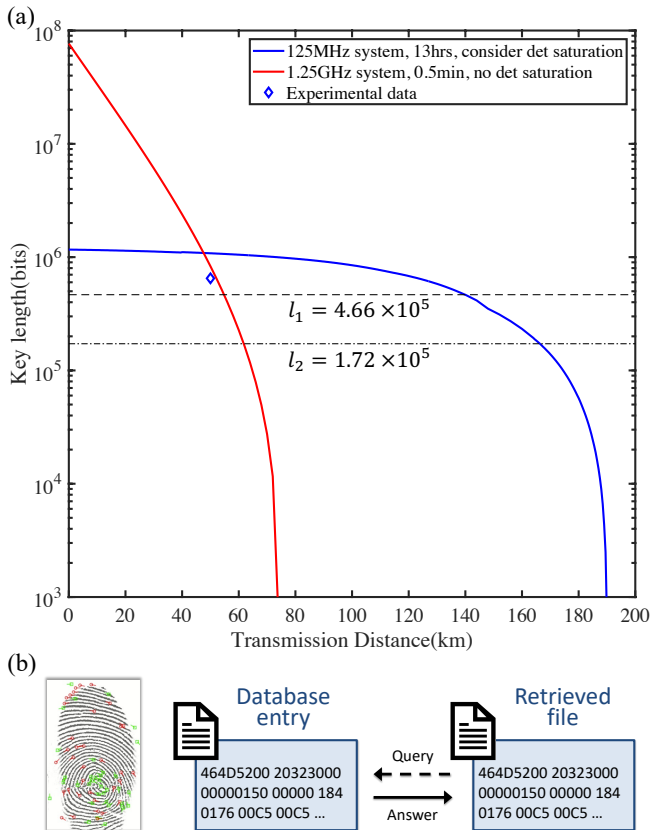 (a)
10^8
10^7
10^6
10^5
10^4
10^3
Key length(bits)
125MHz system, 13hrs, consider det saturation
1.25GHz system, 0.5min, no det saturation
Experimental data
l_1 = 4.66 ×10^5
l_2 = 1.72 ×10^5
0 20 40 60 80 100 120 140 160 180 200
Transmission Distance(km)
(b)
Database
entry
464D5200 20323000
00000150 00000 184
0176 00C5 00C5 ...
Query
Answer
Retrieved
file
464D5200 20323000
00000150 00000 184
0176 00C5 00C5 ...